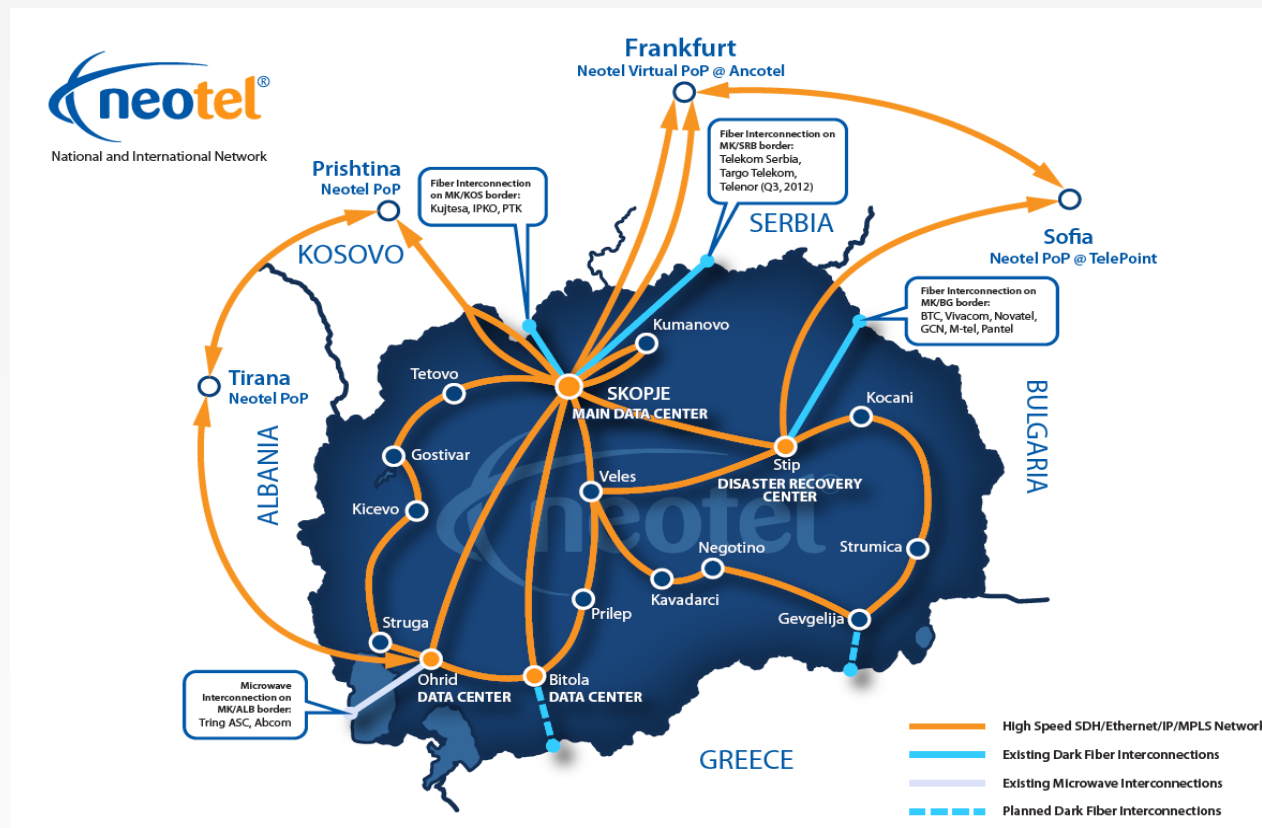 neotel®
National and International Network
Frankfurt
Neotel Virtual PoP @ Ancotel
Prishtina
Neotel PoP
Fiber Interconnection
on MK/KOS border:
Kujtesa, IPKO, PTK
Fiber Interconnection on
MK/SRB border:
Telekom Serbia,
Targo Telekom,
Telenor (Q3, 2012)
SERBIA
KOSOVO
Sofia
Neotel PoP @ TelePoint
Fiber Interconnection on
MK/BG border:
BTC, Vivacom, Novatel,
GCN, M-tel, Pantel
Kumanovo
Tirana
Neotel PoP
Tetovo
SKOPJE
MAIN DATA CENTER
Kocani
BULGARIA
ALBANIA
Gostivar
Stip
DISASTER RECOVERY
CENTER
Veles
neotel®
Kicevo
Negotino
Strumica
Kavadarci
Prilep
Gevgelija
Struga
Ohrid
DATA CENTER
Bitola
DATA CENTER
Microwave
Interconnection on
MK/ALB border:
Tring ASC, Abcom
GREECE
High Speed SDH/Ethernet/IP/MPLS Network
Existing Dark Fiber Interconnections
Existing Microwave Interconnections
Planned Dark Fiber Interconnections